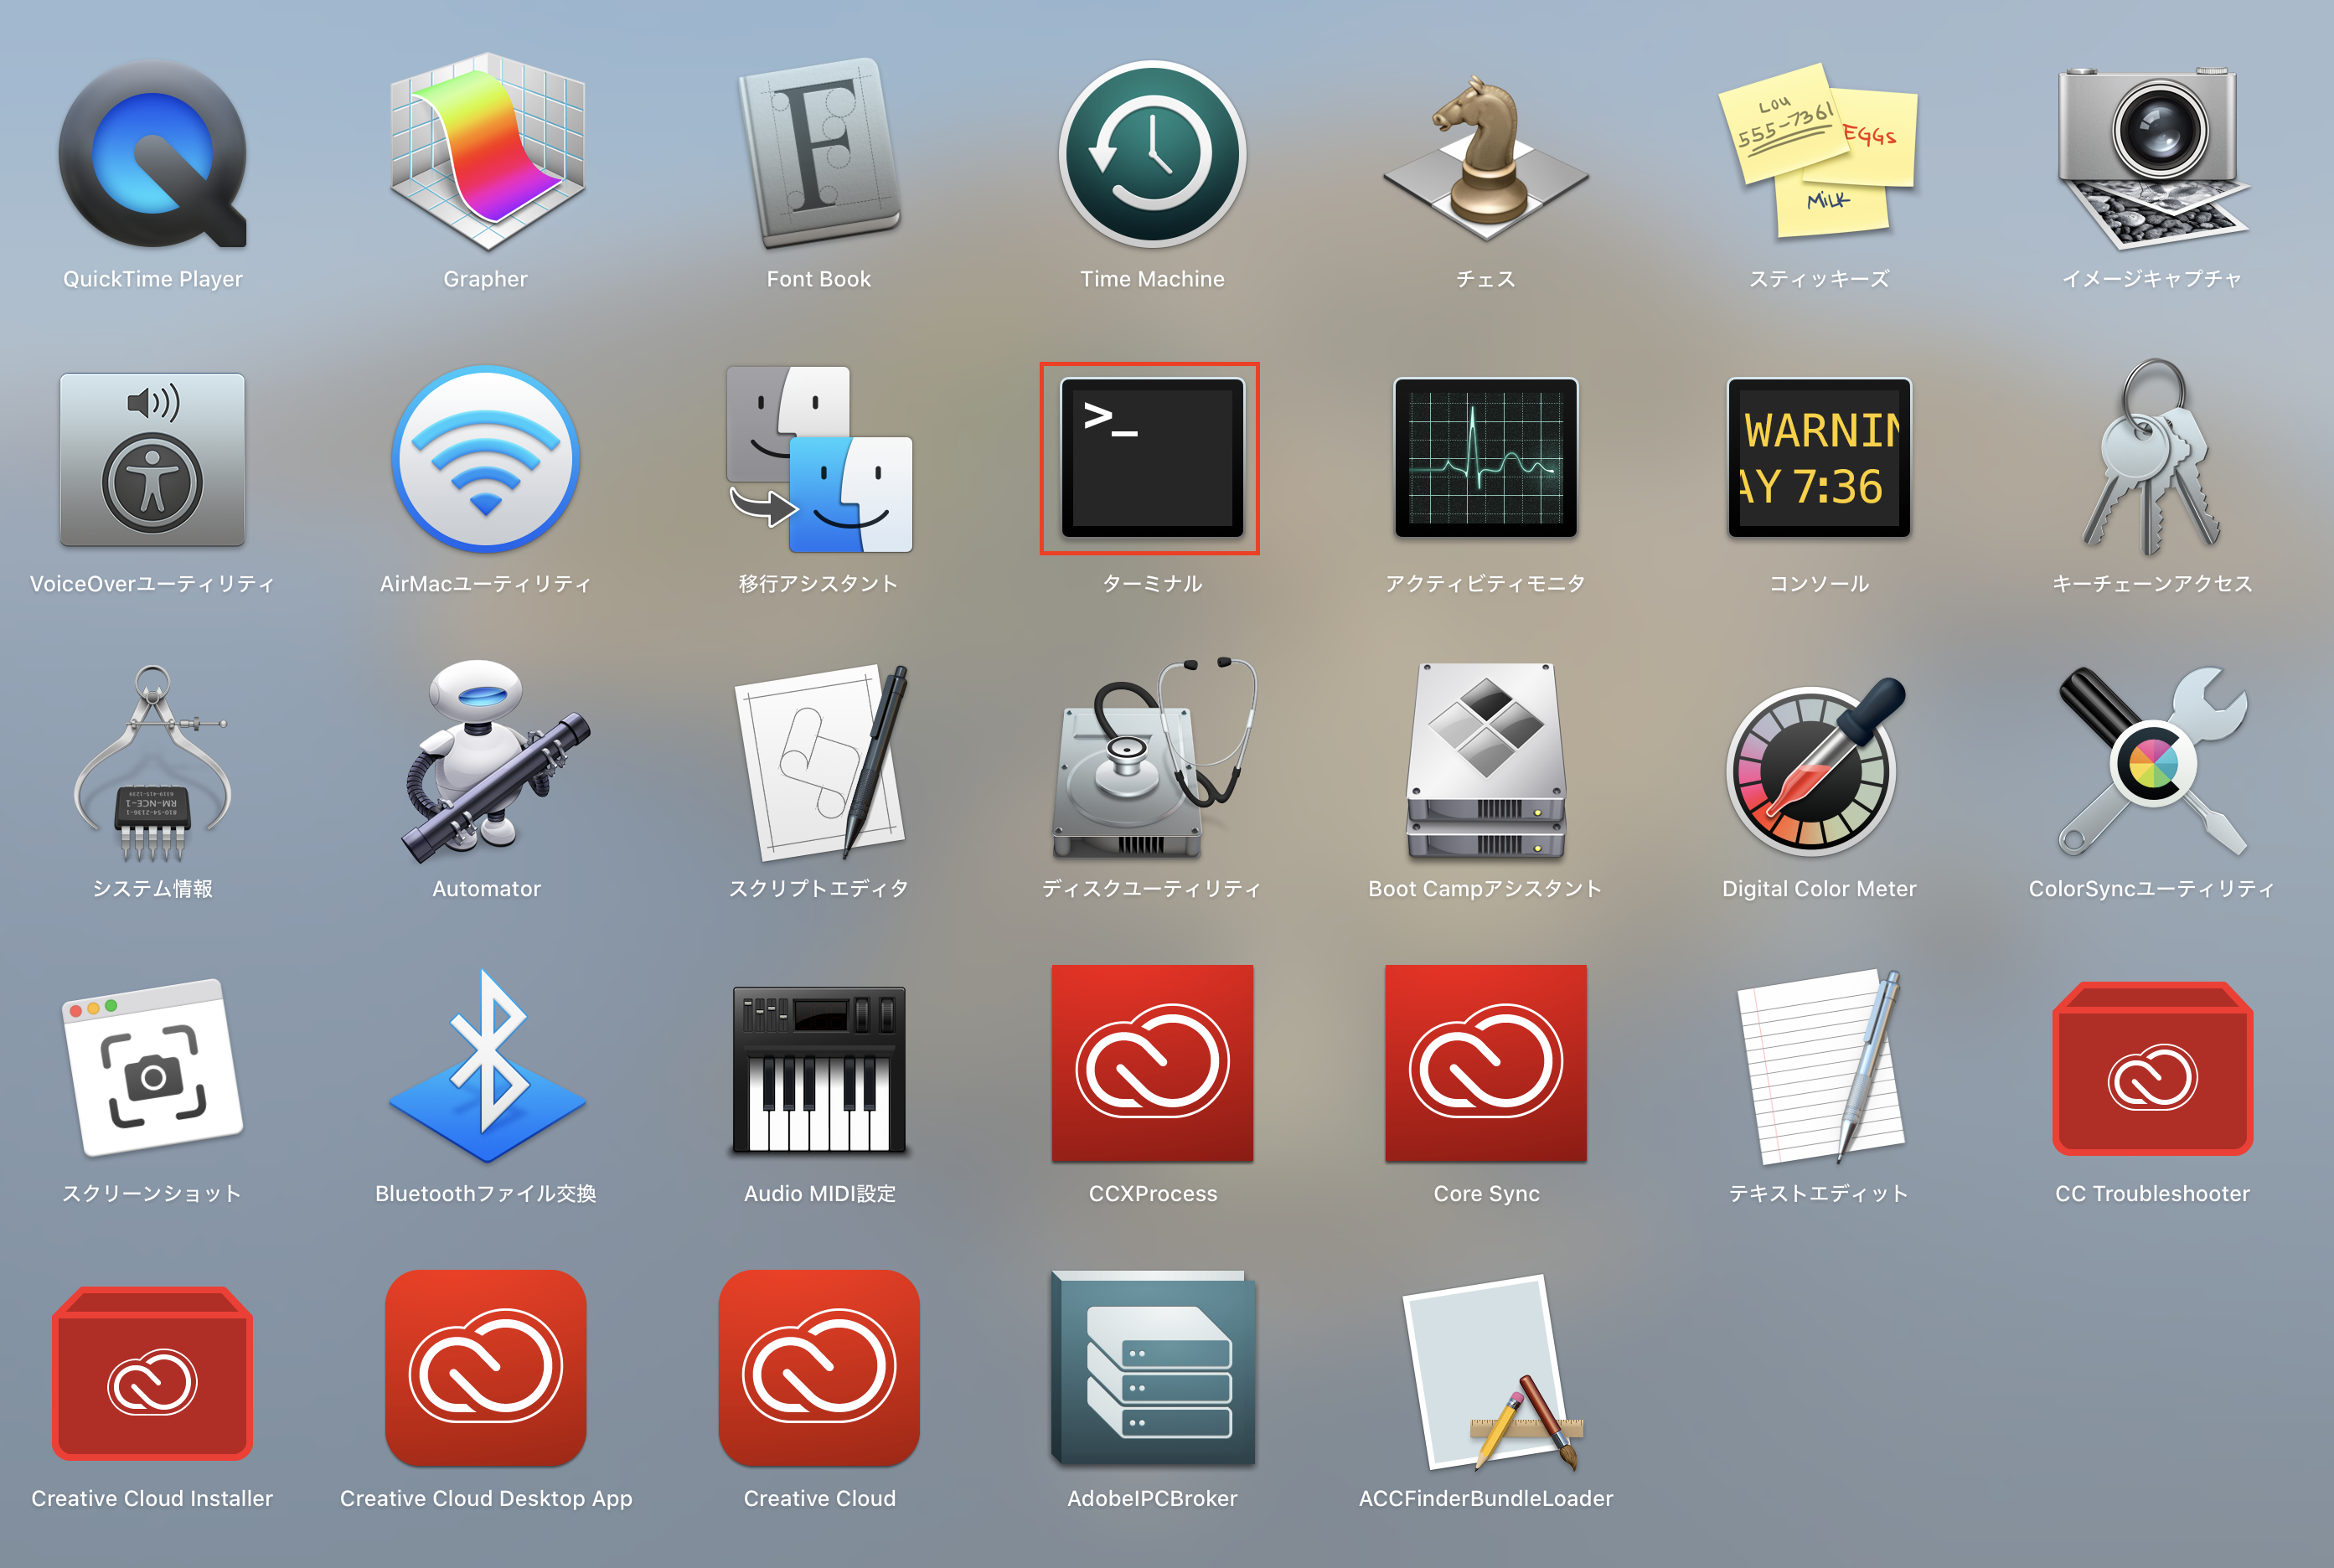 LOU
555-7361
EGGs
MiLK
QuickTime Player
Grapher
Font Book
Time Machine
チェス
スティッキーズ
イメージキャプチャ
>_
WARNIN
AY 7:36
VoiceOverユーティリティ
AirMacユーティリティ
移行アシスタント
ターミナル
アクティビティモニタ
コンソール
キーチェーンアクセス
システム情報
Automator
スクリプトエディタ
ディスクユーティリティ
Boot Campアシスタント
Digital Color Meter
ColorSyncユーティリティ
スクリーンショット
Bluetoothファイル交換
Audio MIDI設定
CCXProcess
Core Sync
テキストエディット
CC Troubleshooter
Creative Cloud Installer
Creative Cloud Desktop App
Creative Cloud
AdobeIPCBroker
ACCFinderBundleLoader